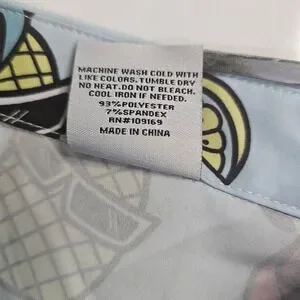 MACHINE WASH COLD WITH
LIKE COLORS. TUMBLE DRY
NO HEAT. DO NOT BLEACH.
COOL IRON IF NEEDED.
93%POLYESTER
7%SPANDEX
RN#109169
MADE IN CHINA